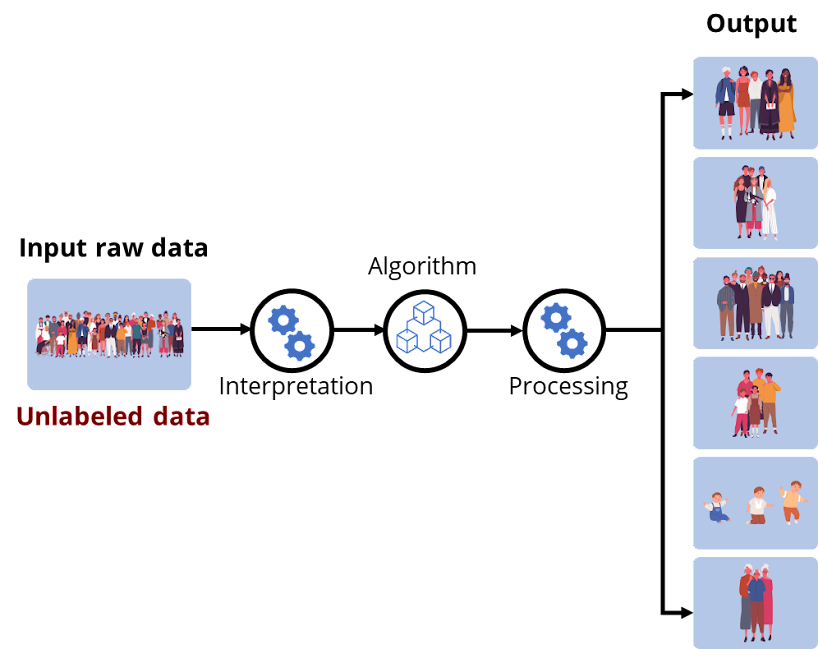 Output
Input raw data
Algorithm
Interpretation
Processing
Unlabeled data